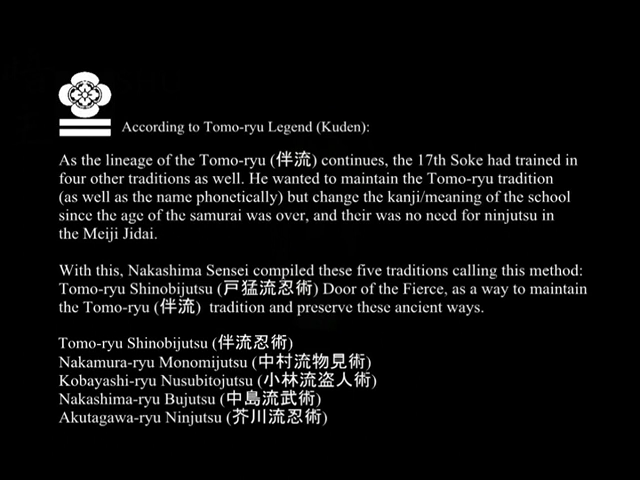 According to Tomo-ryu Legend (Kuden):
As the lineage of the Tomo-ryu (伴流) continues, the 17th Soke had trained in
four other traditions as well. He wanted to maintain the Tomo-ryu tradition
(as well as the name phonetically) but change the kanji/meaning of the school
since the age of the samurai was over, and their was no need for ninjutsu in
the Meiji Jidai.
With this, Nakashima Sensei compiled these five traditions calling this method:
Tomo-ryu Shinobijutsu (戸猛流忍術) Door of the Fierce, as a way to maintain
the Tomo-ryu (伴流) tradition and preserve these ancient ways.
Tomo-ryu Shinobijutsu (伴流忍術)
Nakamura-ryu Monomijutsu (中村流物見術)
Kobayashi-ryu Nusubitojutsu (小林流盗人術)
Nakashima-ryu Bujutsu (中島流武術)
Akutagawa-ryu Ninjutsu (芥川流忍術)